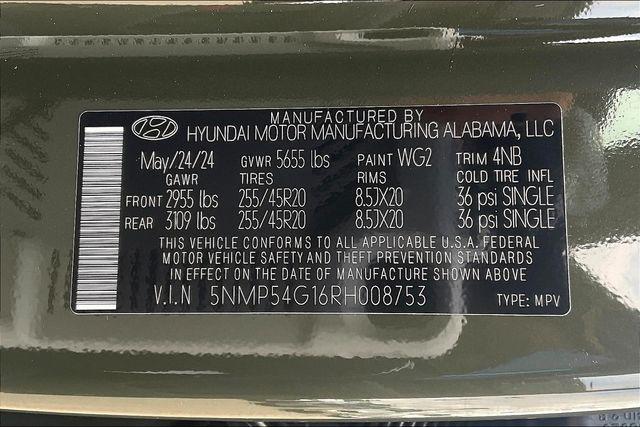 MANUFACTURED BY
HYUNDAI MOTOR MANUFACTURING ALABAMA, LLC
May/24/24 GVWR 5655 lbs PAINT WG2 TRIM 4NB
GAWR TIRES RIMS COLD TIRE INFL
FRONT 2955 lbs 255/45R20 8.5JX20 36 psi SINGLE
REAR 3109 lbs 255/45R20 8.5JX20 36 psi SINGLE
THIS VEHICLE CONFORMS TO ALL APPLICABLE U.S.A. FEDERAL
MOTOR VEHICLE SAFETY AND THEFT PREVENTION STANDARDS
IN EFFECT ON THE DATE OF MANUFACTURE SHOWN ABOVE
V.I.N 5NMP54G16RH008753 TYPE: MPV